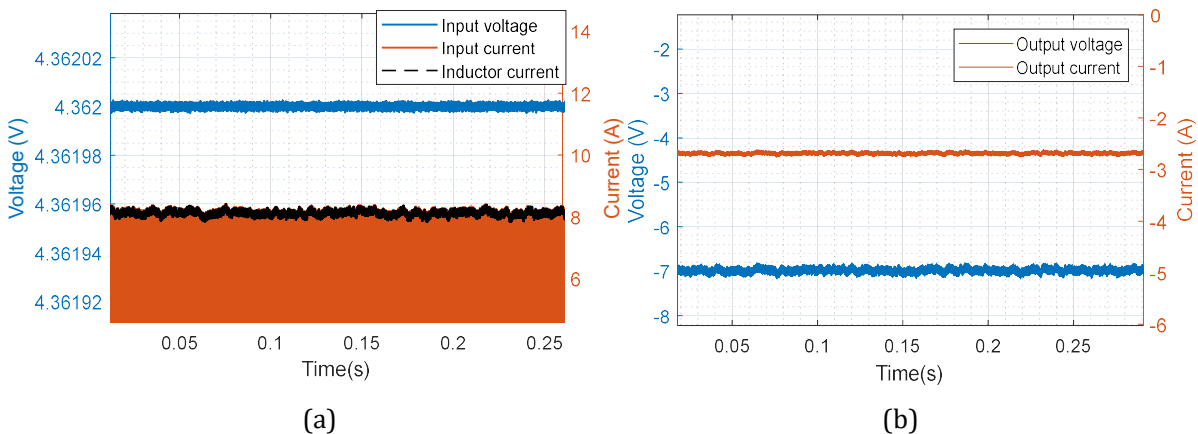 Input voltage
Input current
Inductor current
4.36202
4.362
4.36198
4.36196
4.36194
4.36192
Voltage (V)
14
12
10
8
6
Current (A)
0.05
0.1
0.15
0.2
0.25
Time(s)
(a)
Output voltage
Output current
-2
-3
-4
-5
-6
-7
-8
Voltage (V)
0
-1
-2
-3
-4
-5
-6
Current (A)
0.05
0.1
0.15
0.2
0.25
Time(s)
(b)